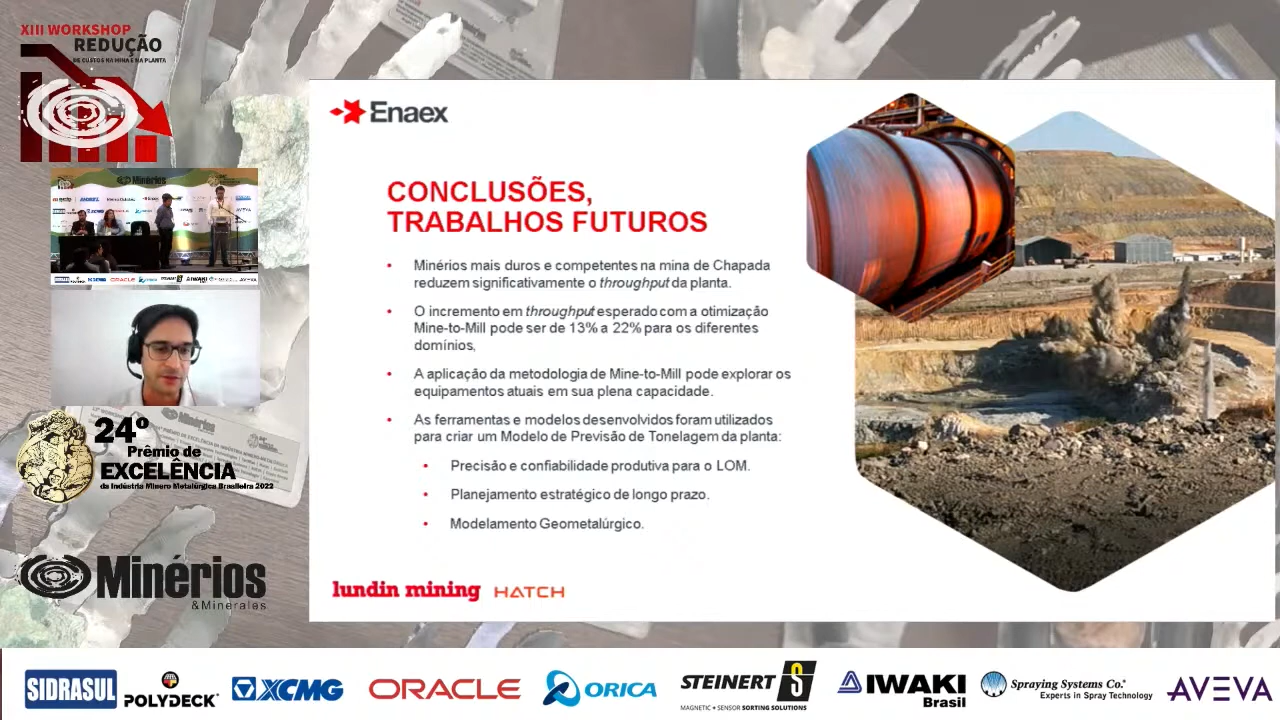 XIII WORKSHOP
REDUÇÃO
DE CUSTOS NA MINA E NA PLANTA
Minérios
XCMG
ORACLE
ORICA
IWAKI
AVEVA
24º
Prêmio de
EXCELÊNCIA
da Indústria Minero Metalúrgica Brasileira 2022
Minérios
&Minerales
Enaex
CONCLUSÕES,
TRABALHOS FUTUROS
• Minérios mais duros e competentes na mina de Chapada
reduzem significativamente o throughput da planta.
• O incremento em throughput esperado com a otimização
Mine-to-Mill pode ser de 13% a 22% para os diferentes
domínios,
• A aplicação da metodologia de Mine-to-Mill pode explorar os
equipamentos atuais em sua plena capacidade.
• As ferramentas e modelos desenvolvidos foram utilizados
para criar um Modelo de Previsão de Tonelagem da planta:
• Precisão e confiabilidade produtiva para o LOM.
• Planejamento estratégico de longo prazo.
• Modelamento Geometalúrgico.
lundin mining HATCH
SIDRASUL
POLYDECK
XCMG
ORACLE
ORICA
STEINERT
MAGNETIC + SENSOR SORTING SOLUTIONS
IWAKI
Brasil
Spraying Systems Co.®
Experts in Spray Technology
AVEVA